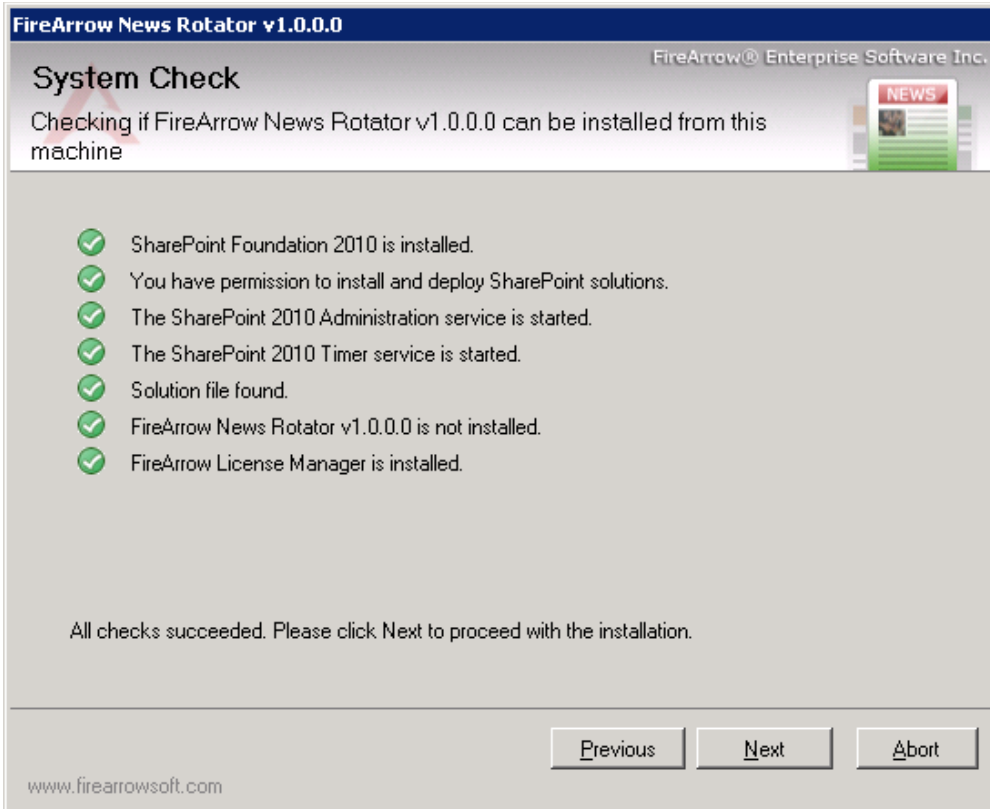 FireArrow News Rotator v1.0.0.0
FireArrow® Enterprise Software Inc.
System Check
NEWS
Checking if FireArrow News Rotator v1.0.0.0 can be installed from this
machine
SharePoint Foundation 2010 is installed.
You have permission to install and deploy SharePoint solutions.
The SharePoint 2010 Administration service is started.
The SharePoint 2010 Timer service is started.
Solution file found.
FireArrow News Rotator v1.0.0.0 is not installed.
FireArrow License Manager is installed.
All checks succeeded. Please click Next to proceed with the installation.
Previous
Next
Abort
www.firearrowsoft.com